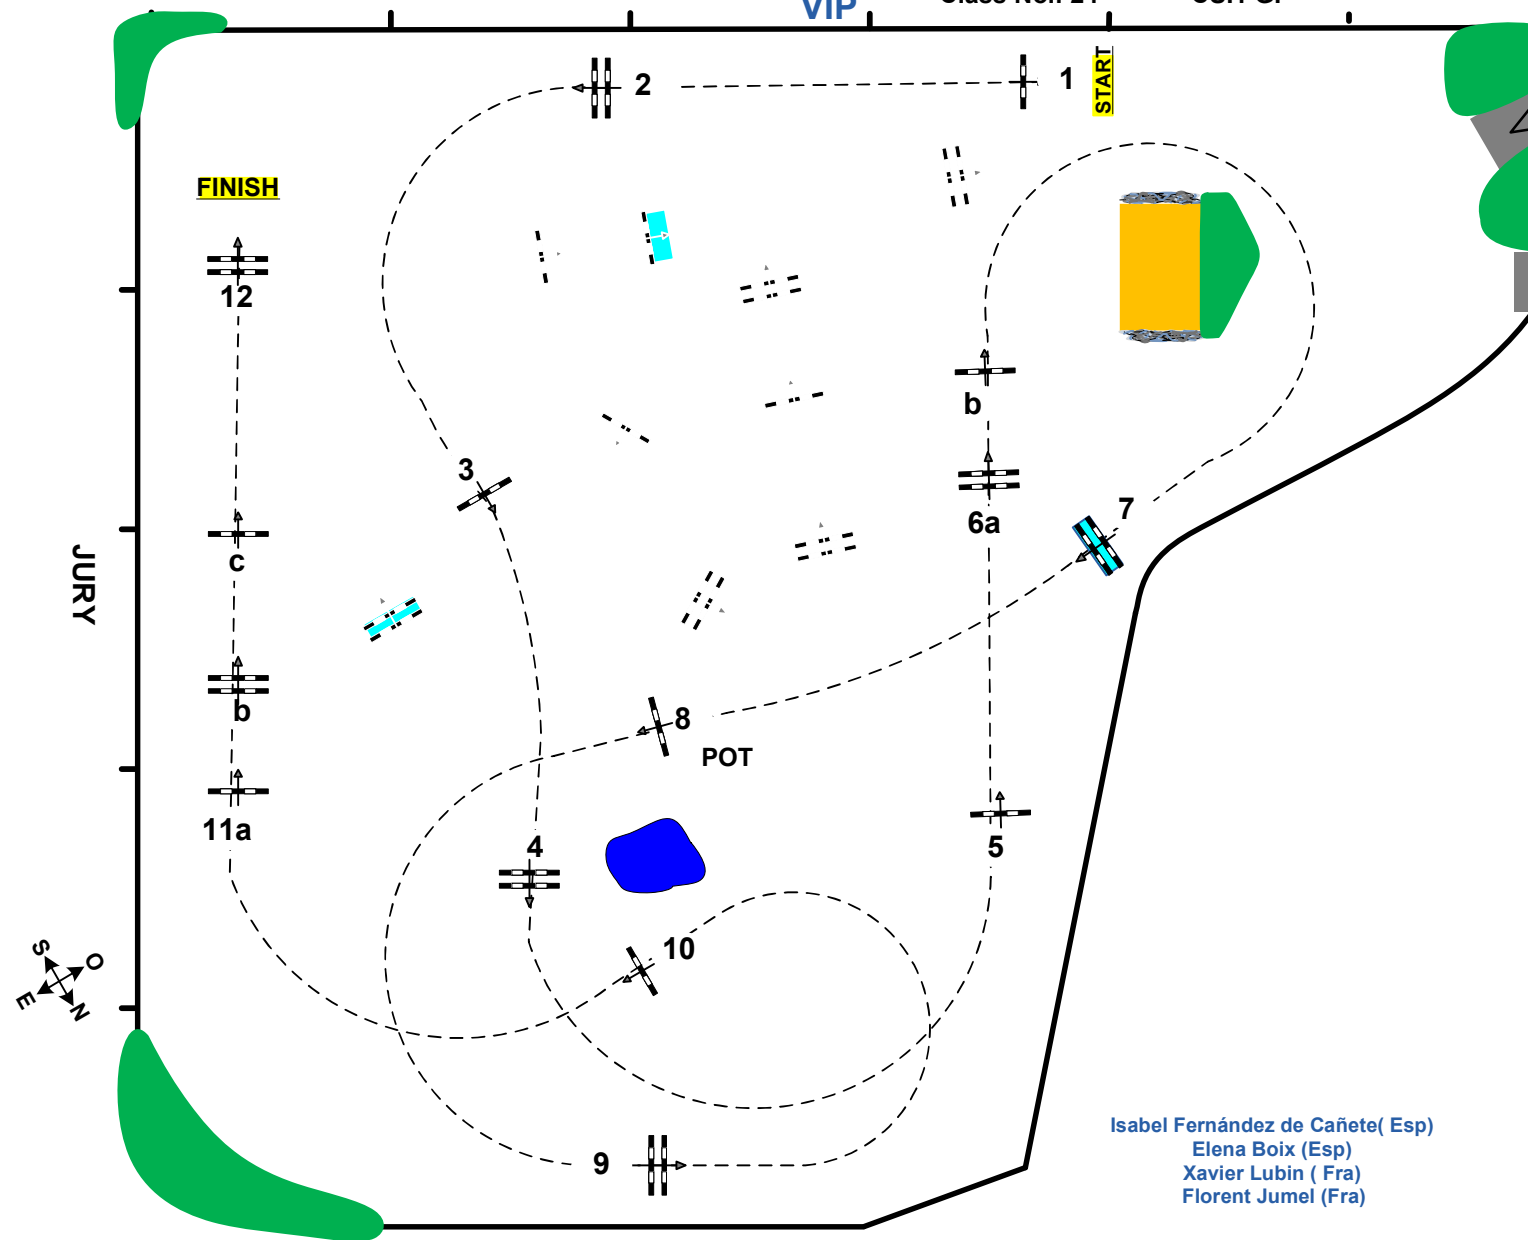 VIP
1
START
2
FINISH
12
b
3
6a
7
c
JURY
b
8
POT
11a
4
5
10
S
O
E
N
9
Isabel Fernández de Cañete( Esp)
Elena Boix (Esp)
Xavier Lubin ( Fra)
Florent Jumel (Fra)